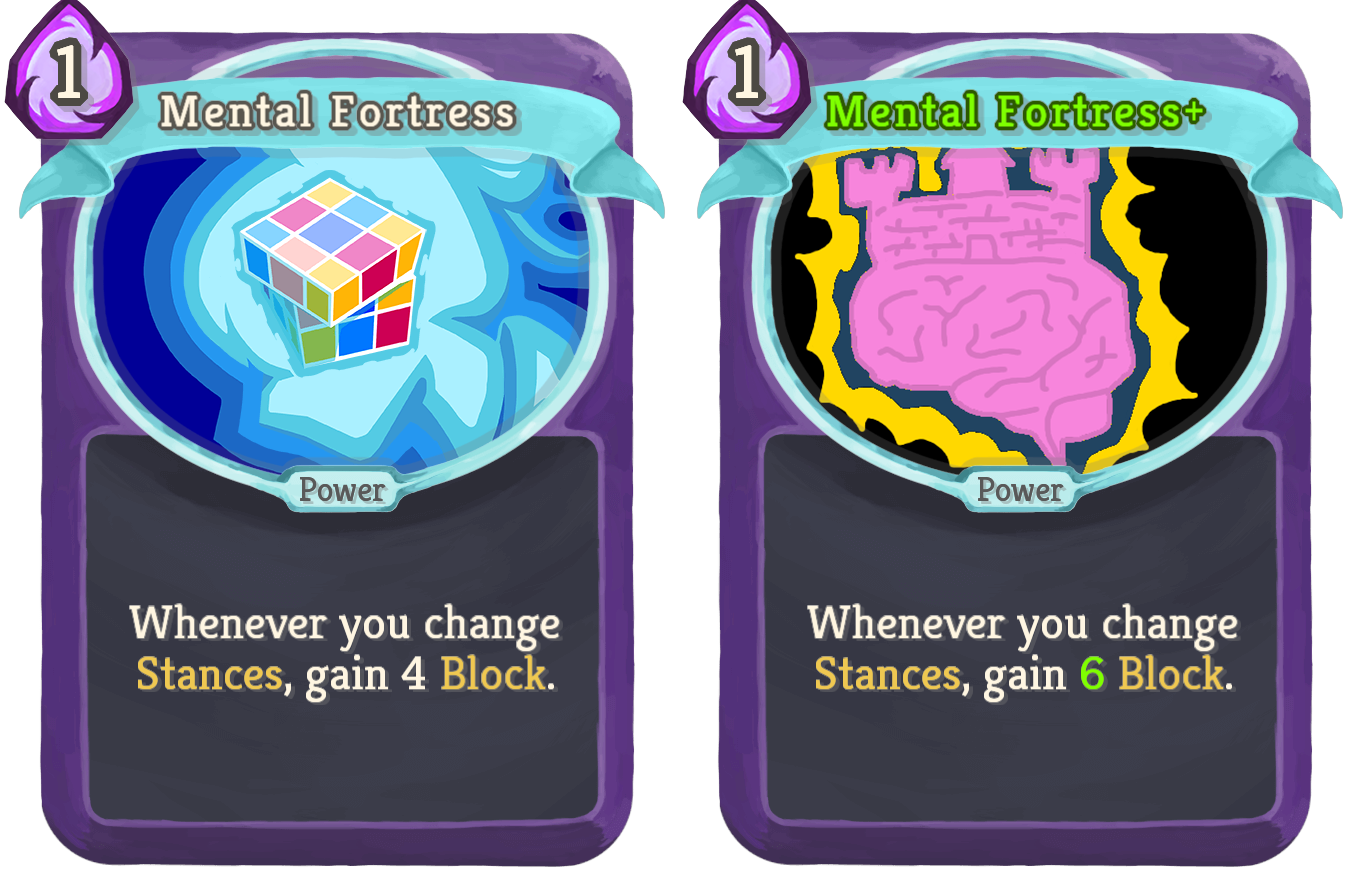 1
Mental Fortress
Power
Whenever you change
Stances, gain 4 Block.
1
Mental Fortress+
Power
Whenever you change
Stances, gain 6 Block.